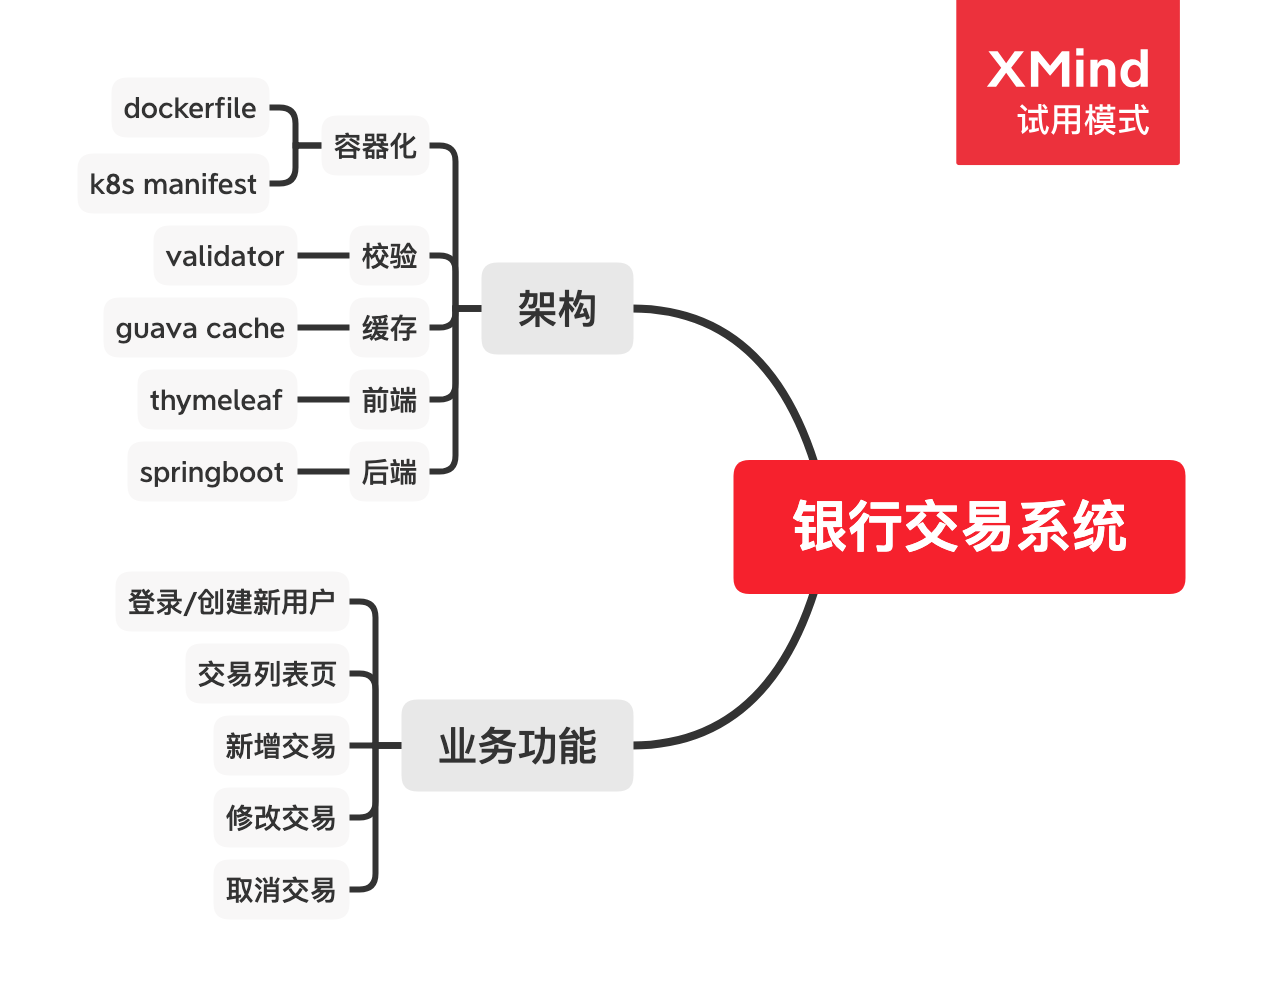 XMind
试用模式
dockerfile
容器化
k8s manifest
validator
校验
架构
guava cache
缓存
thymeleaf
前端
springboot
后端
银行交易系统
登录/创建新用户
交易列表页
新增交易
业务功能
修改交易
取消交易